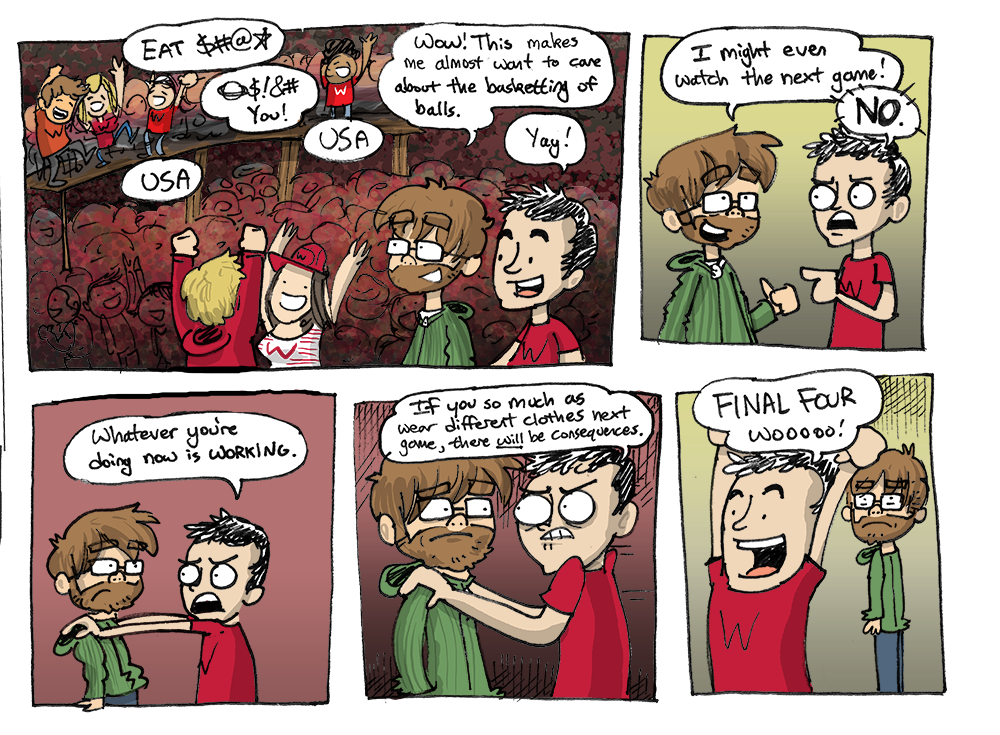 EAT $#@*
@$!&#
You!
USA
USA
Wow! This makes
me almost want to care
about the basketting of
balls.
Yay!
W
W
W
W
W
W
W
I might even
watch the next game!
NO.
W
Whatever you're
doing now is WORKING.
W
If you so much as
wear different clothes next
game, there will be consequences.
FINAL FOUR
WOOOOO!
W